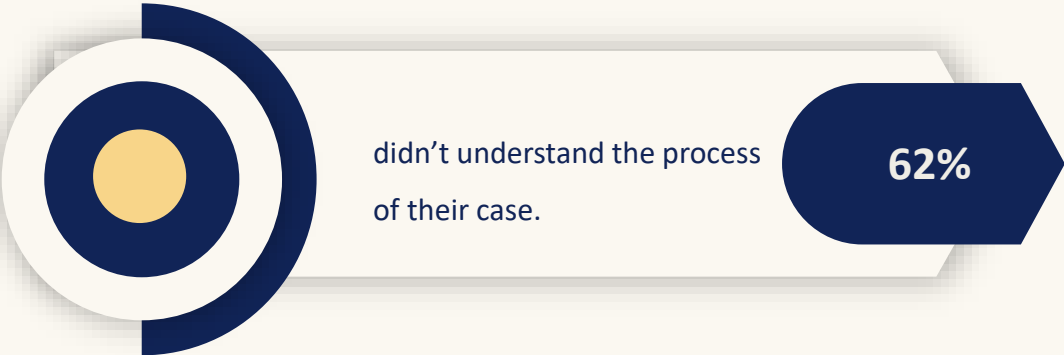 didn’t understand the process
of their case.
62%